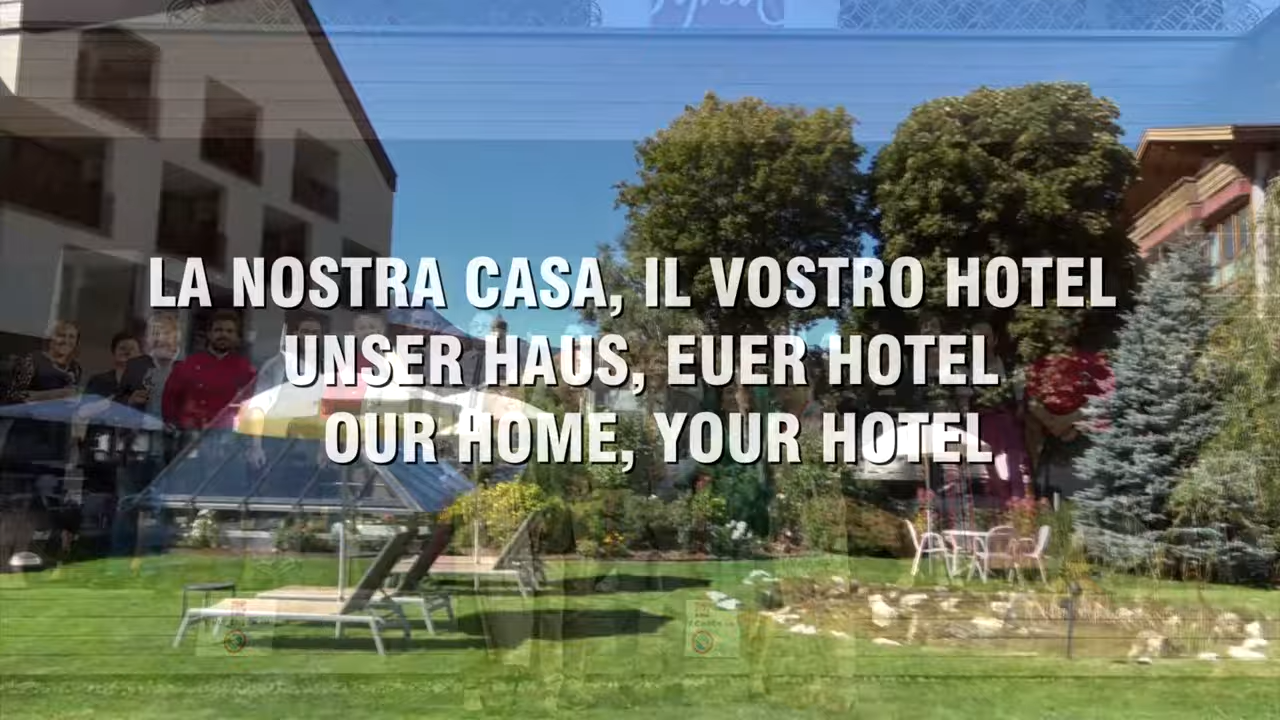 LA NOSTRA CASA, IL VOSTRO HOTEL
UNSER HAUS, EUER HOTEL
OUR HOME, YOUR HOTEL